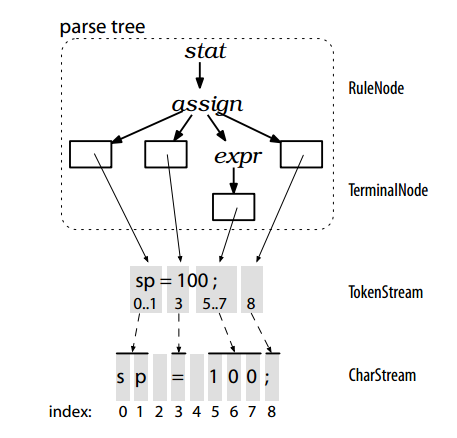 parse tree
stat
RuleNode
assign
expr
TerminalNode
sp = 100 ;
0..1 3 5..7 8
TokenStream
s p = 1 0 0 ;
CharStream
index: 0 1 2 3 4 5 6 7 8